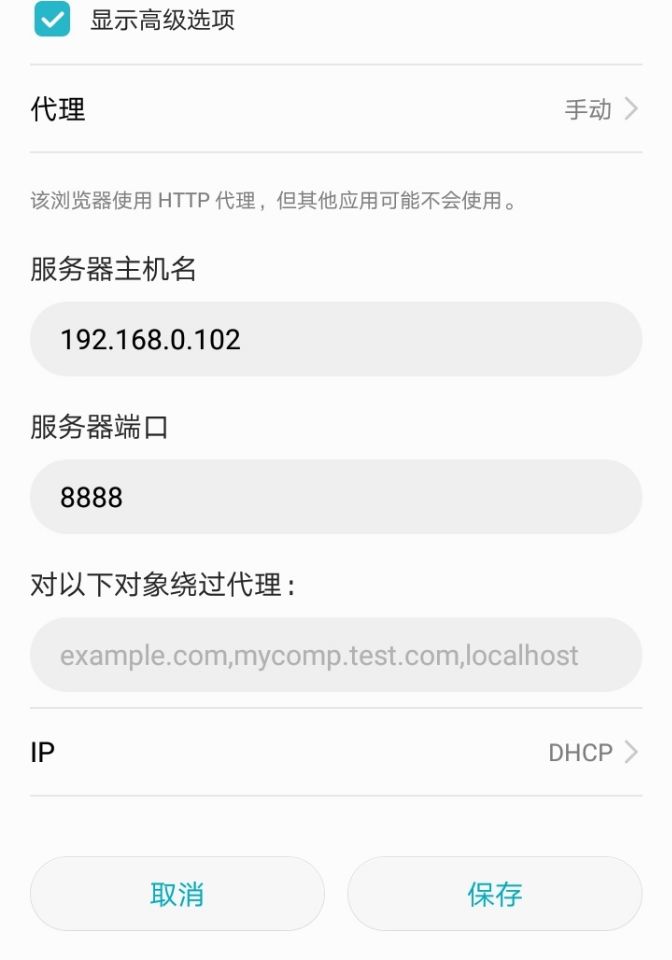 显示高级选项
代理 手动
该浏览器使用 HTTP 代理，但其他应用可能不会使用。
服务器主机名
192.168.0.102
服务器端口
8888
对以下对象绕过代理：
example.com,mycomp.test.com,localhost
IP DHCP
取消 保存